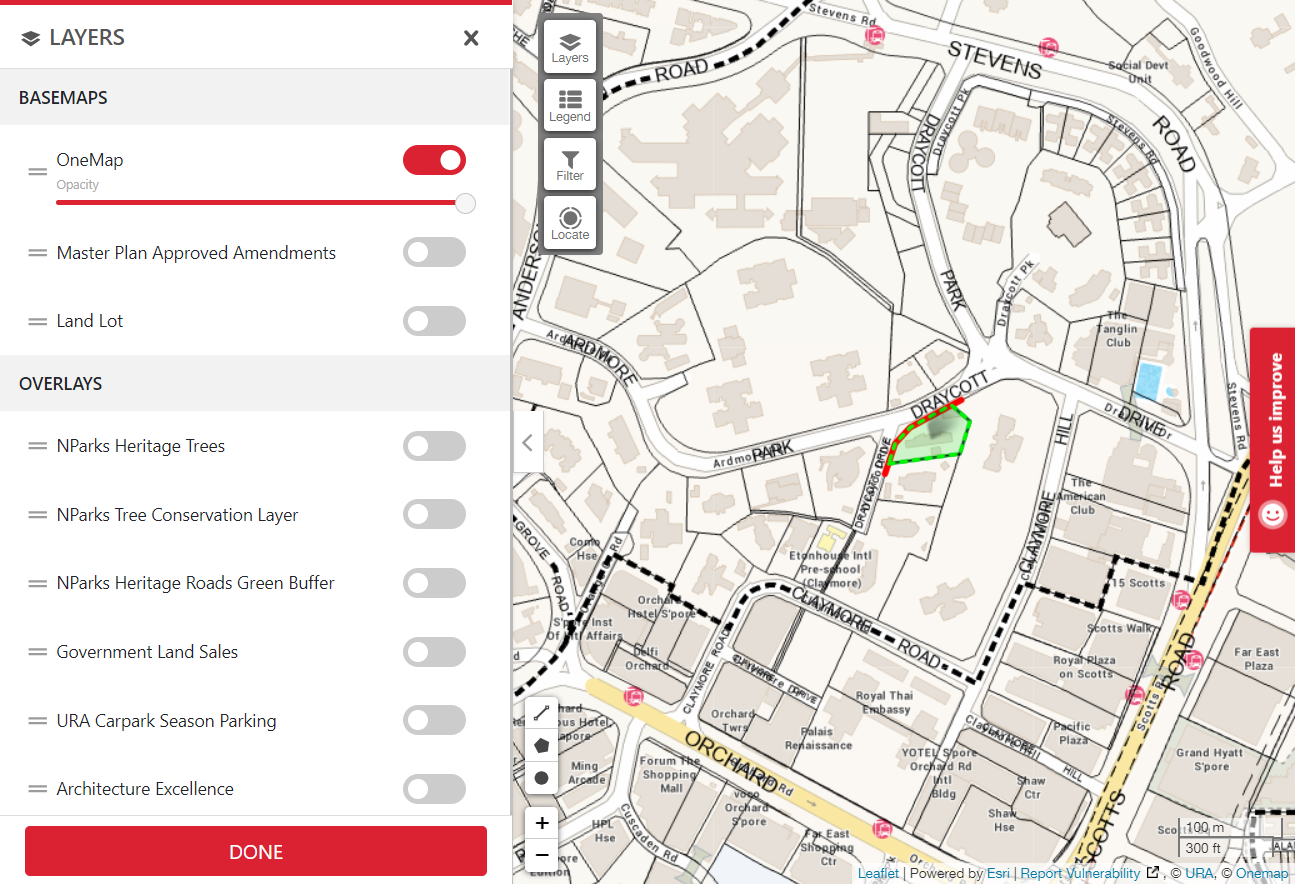 LAYERS
BASEMAPS
OneMap
Opacity
Master Plan Approved Amendments
Land Lot
OVERLAYS
NParks Heritage Trees
NParks Tree Conservation Layer
NParks Heritage Roads Green Buffer
Government Land Sales
URA Carpark Season Parking
Architecture Excellence
DONE
Layers
Legend
Filter
Locate
Stevens Rd
STEVENS
ROAD
Social Devt
Unit
Goodwood Hill
ROAD
Stevens Rd
DRAYCOTT
Draycott Pk
PARK
Draycott Pk
ARDMORE
PARK
Ardmo
DRAYCOTT
DRIVE
The
Tanglin
Club
Stevens Rd
HILL
CLAYMORE
DRIVE
The
American
Club
Help us improve
Etonhouse Intl
Pre-school
(Claymore)
GROVE
ROAD
Como
Hse
Orchard
Hotel S'pore
S'pore Inst
Of Intl Affairs
Delfi
Orchard
CLAYMORE
ROAD
CLAYMORE ROAD
15 Scotts
Scotts Walk
Royal Plaza
on Scotts
Far East
Plaza
ROAD
Royal Thai
Embassy
Orchard
Twrs
Palais
Renaissance
YOTEL S'pore
Orchard Rd
Intl
Bldg
Pacific
Plaza
HILL
Grand Hyatt
S'pore
ORCHARD
Forum The
Shopping
Mall
Ming
Arcade
voco
Orchard
S'pore
HPL
Hse
Cuscaden Rd
Far East
Shopping
Ctr
Shaw
Ctr
Shaw
Hse
SCOTTS
+
−
100 m
300 ft
Leaflet | Powered by Esri | Report Vulnerability , © URA, © Onemap